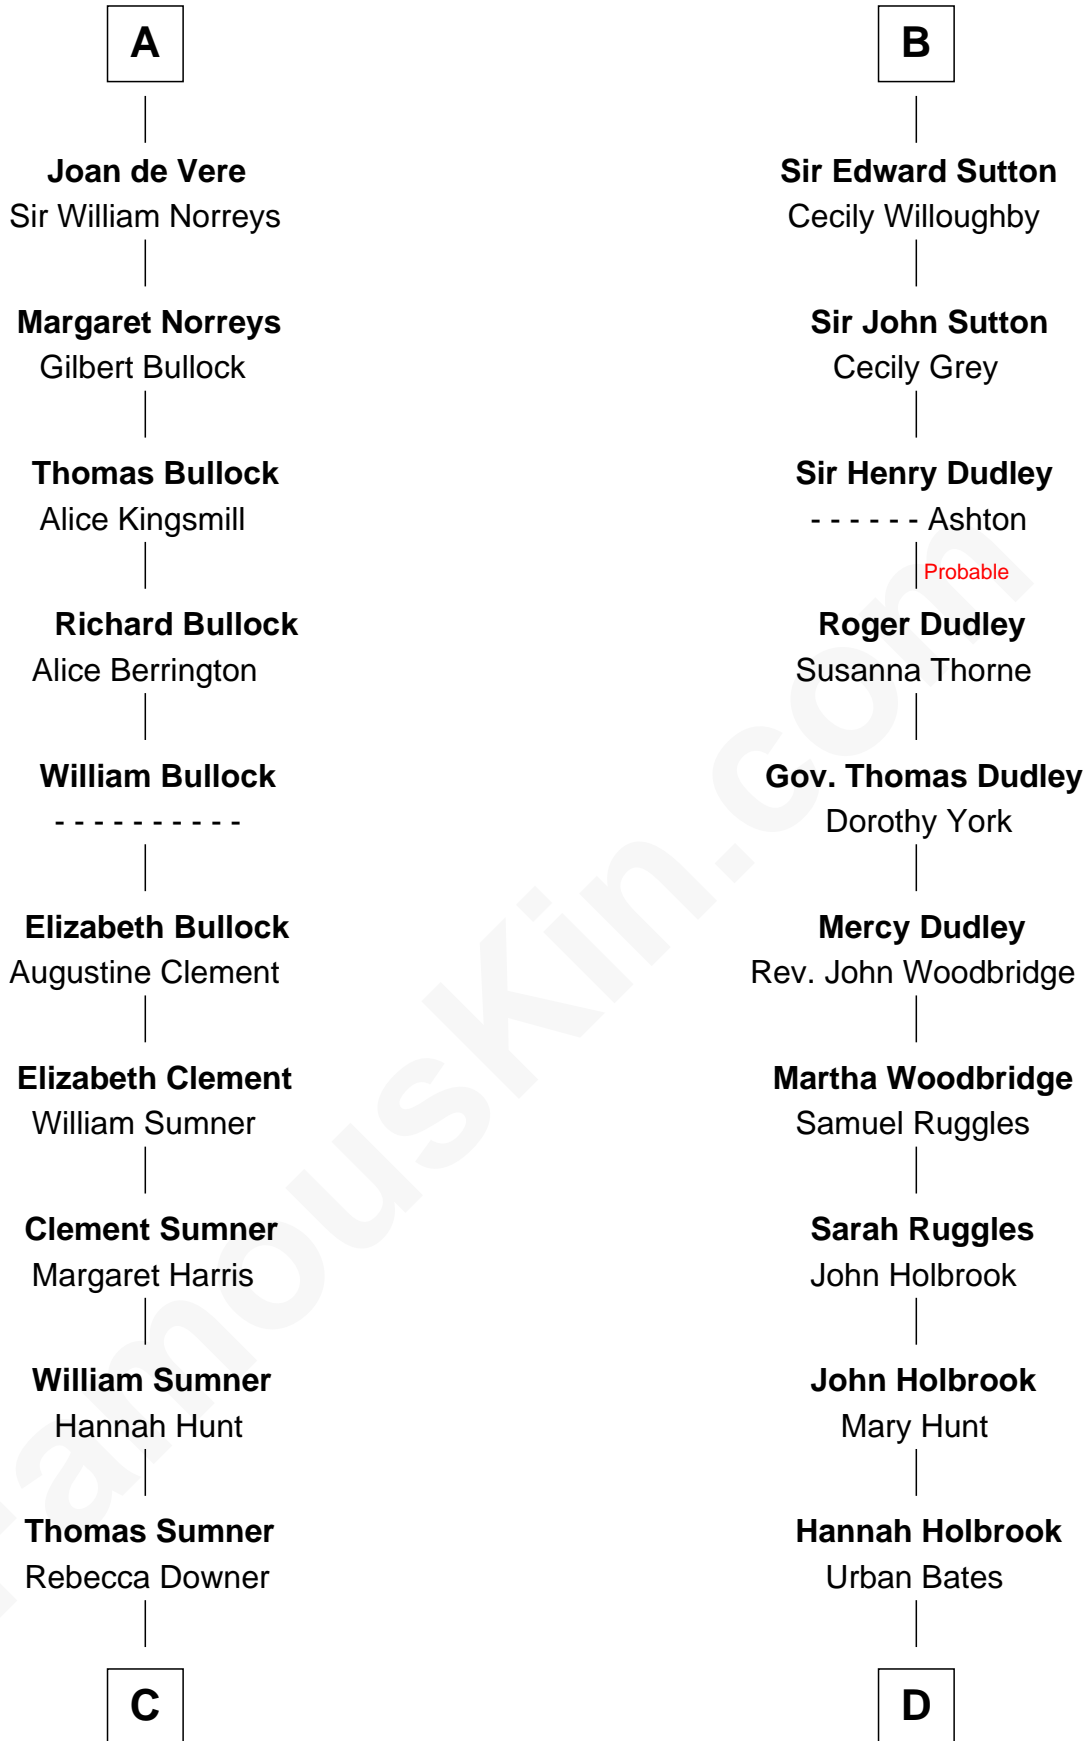 A
Joan de Vere
Sir William Norreys
Margaret Norreys
Gilbert Bullock
Thomas Bullock
Alice Kingsmill
Richard Bullock
Alice Berrington
William Bullock
- - - - - - - - - -
Elizabeth Bullock
Augustine Clement
Elizabeth Clement
William Sumner
Clement Sumner
Margaret Harris
William Sumner
Hannah Hunt
Thomas Sumner
Rebecca Downer
C
B
Sir Edward Sutton
Cecily Willoughby
Sir John Sutton
Cecily Grey
Sir Henry Dudley
- - - - - - Ashton
Probable
Roger Dudley
Susanna Thorne
Gov. Thomas Dudley
Dorothy York
Mercy Dudley
Rev. John Woodbridge
Martha Woodbridge
Samuel Ruggles
Sarah Ruggles
John Holbrook
John Holbrook
Mary Hunt
Hannah Holbrook
Urban Bates
D
FamousKin.com